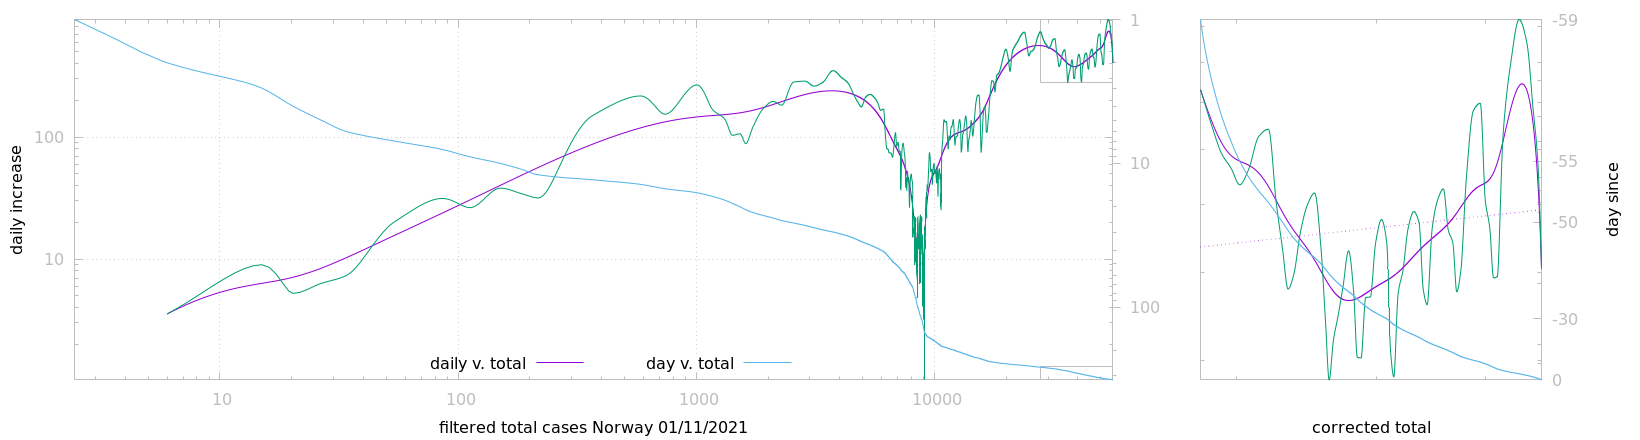 daily increase
100
10
10
100
1000
10000
1
10
100
daily v. total
day v. total
filtered total cases Norway 01/11/2021
-59
-55
-50
-30
0
day since
corrected total